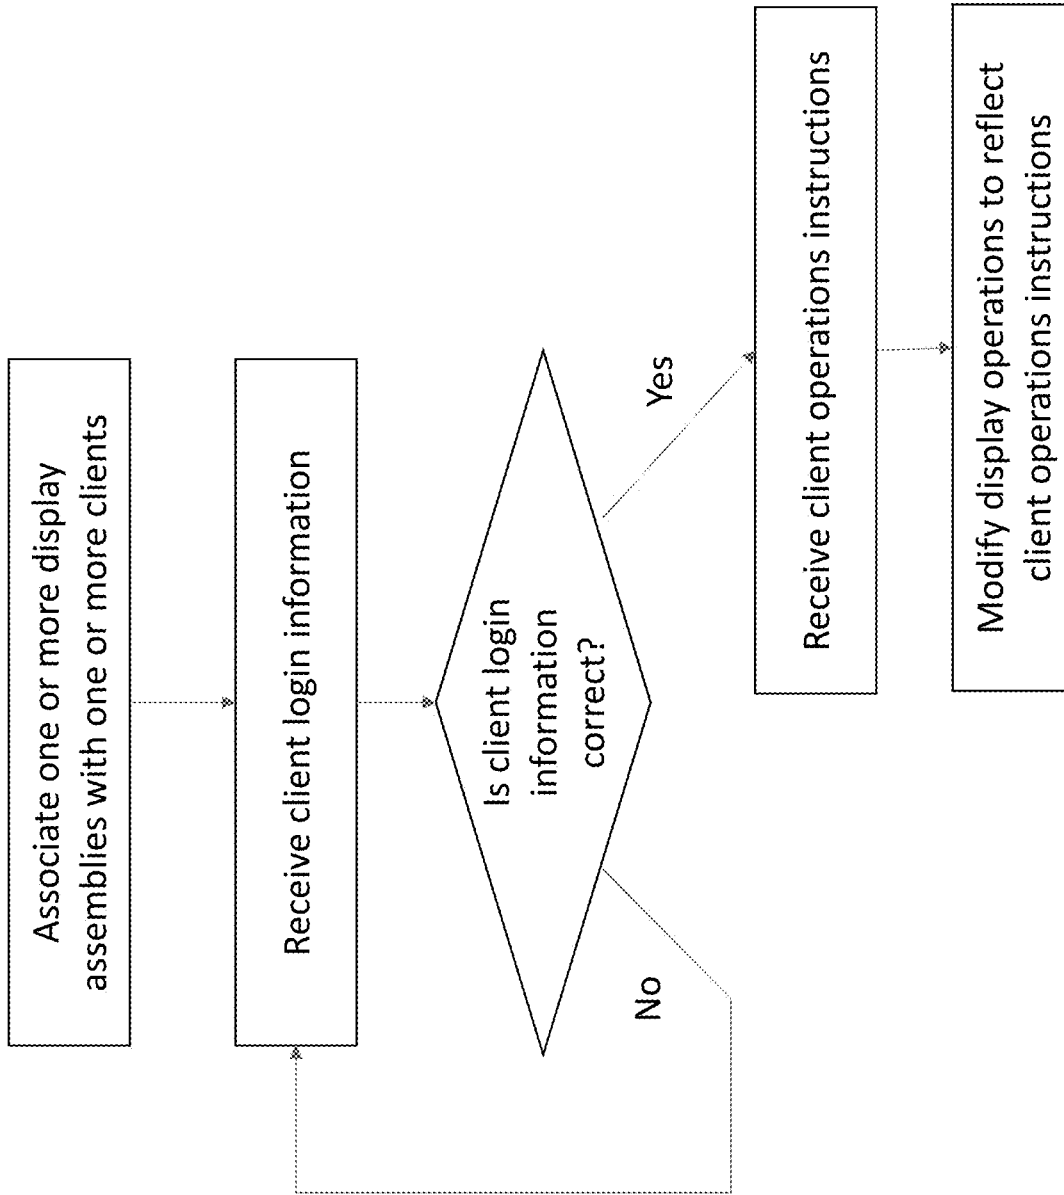 Associate one or more display
assemblies with one or more clients
Receive client login information
Is client login
information
correct?
No
Yes
Receive client operations instructions
Modify display operations to reflect
client operations instructions